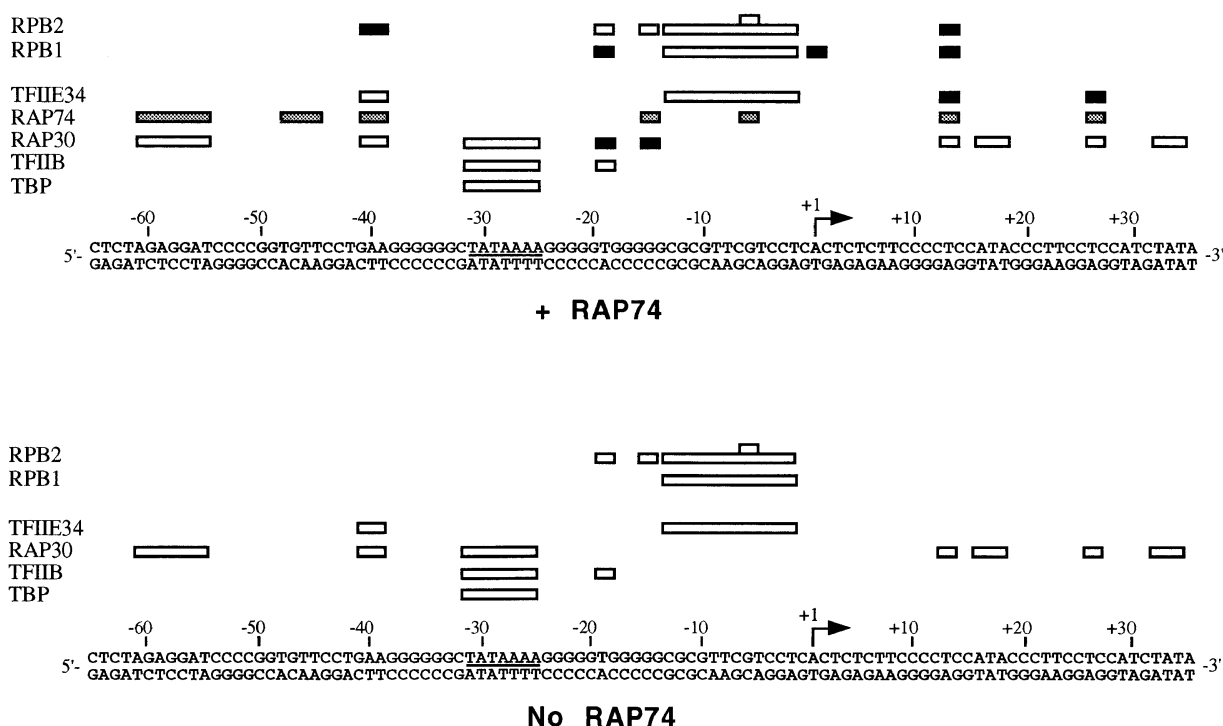 RPB2
RPB1
TFIIE34
RAP74
RAP30
TFIIB
TBP
-60 -50 -40 -30 -20 -10 +1 +10 +20 +30
CTCTAGAGGATCCCCGGTGTTCCTGAAGGGGGGCTATAAAAGGGGGTGGGGGCGCGTTCGTCCTCACTCTCTTCCCCTCCATACCCTTCCTCCATCTATA
5'- -3'
GAGATCTCCTAGGGGCCACAAGGACTTCCCCCCGATATTTTCCCCCACCCCCGCGCAAGCAGGAGTGAGAGAAGGGGAGGTATGGGAAGGAGGTAGATAT
+ RAP74
RPB2
RPB1
TFIIE34
RAP30
TFIIB
TBP
-60 -50 -40 -30 -20 -10 +1 +10 +20 +30
CTCTAGAGGATCCCCGGTGTTCCTGAAGGGGGGCTATAAAAGGGGGTGGGGGCGCGTTCGTCCTCACTCTCTTCCCCTCCATACCCTTCCTCCATCTATA
5'- -3'
GAGATCTCCTAGGGGCCACAAGGACTTCCCCCCGATATTTTCCCCCACCCCCGCGCAAGCAGGAGTGAGAGAAGGGGAGGTATGGGAAGGAGGTAGATAT
No RAP74